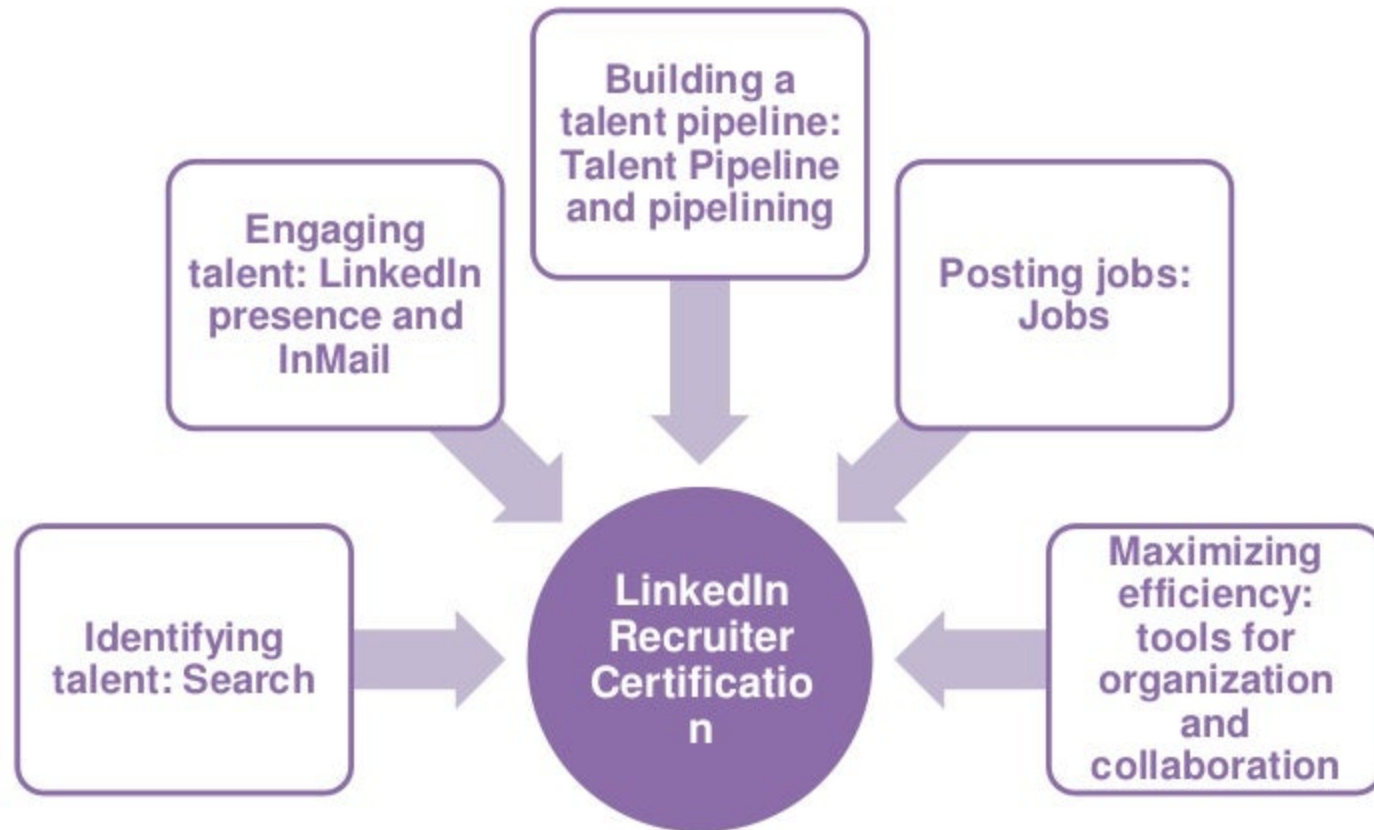 Building a
talent pipeline:
Talent Pipeline
and pipelining
Engaging
talent: LinkedIn
presence and
InMail
Posting jobs:
Jobs
Identifying
talent: Search
LinkedIn
Recruiter
Certificatio
n
Maximizing
efficiency:
tools for
organization
and
collaboration